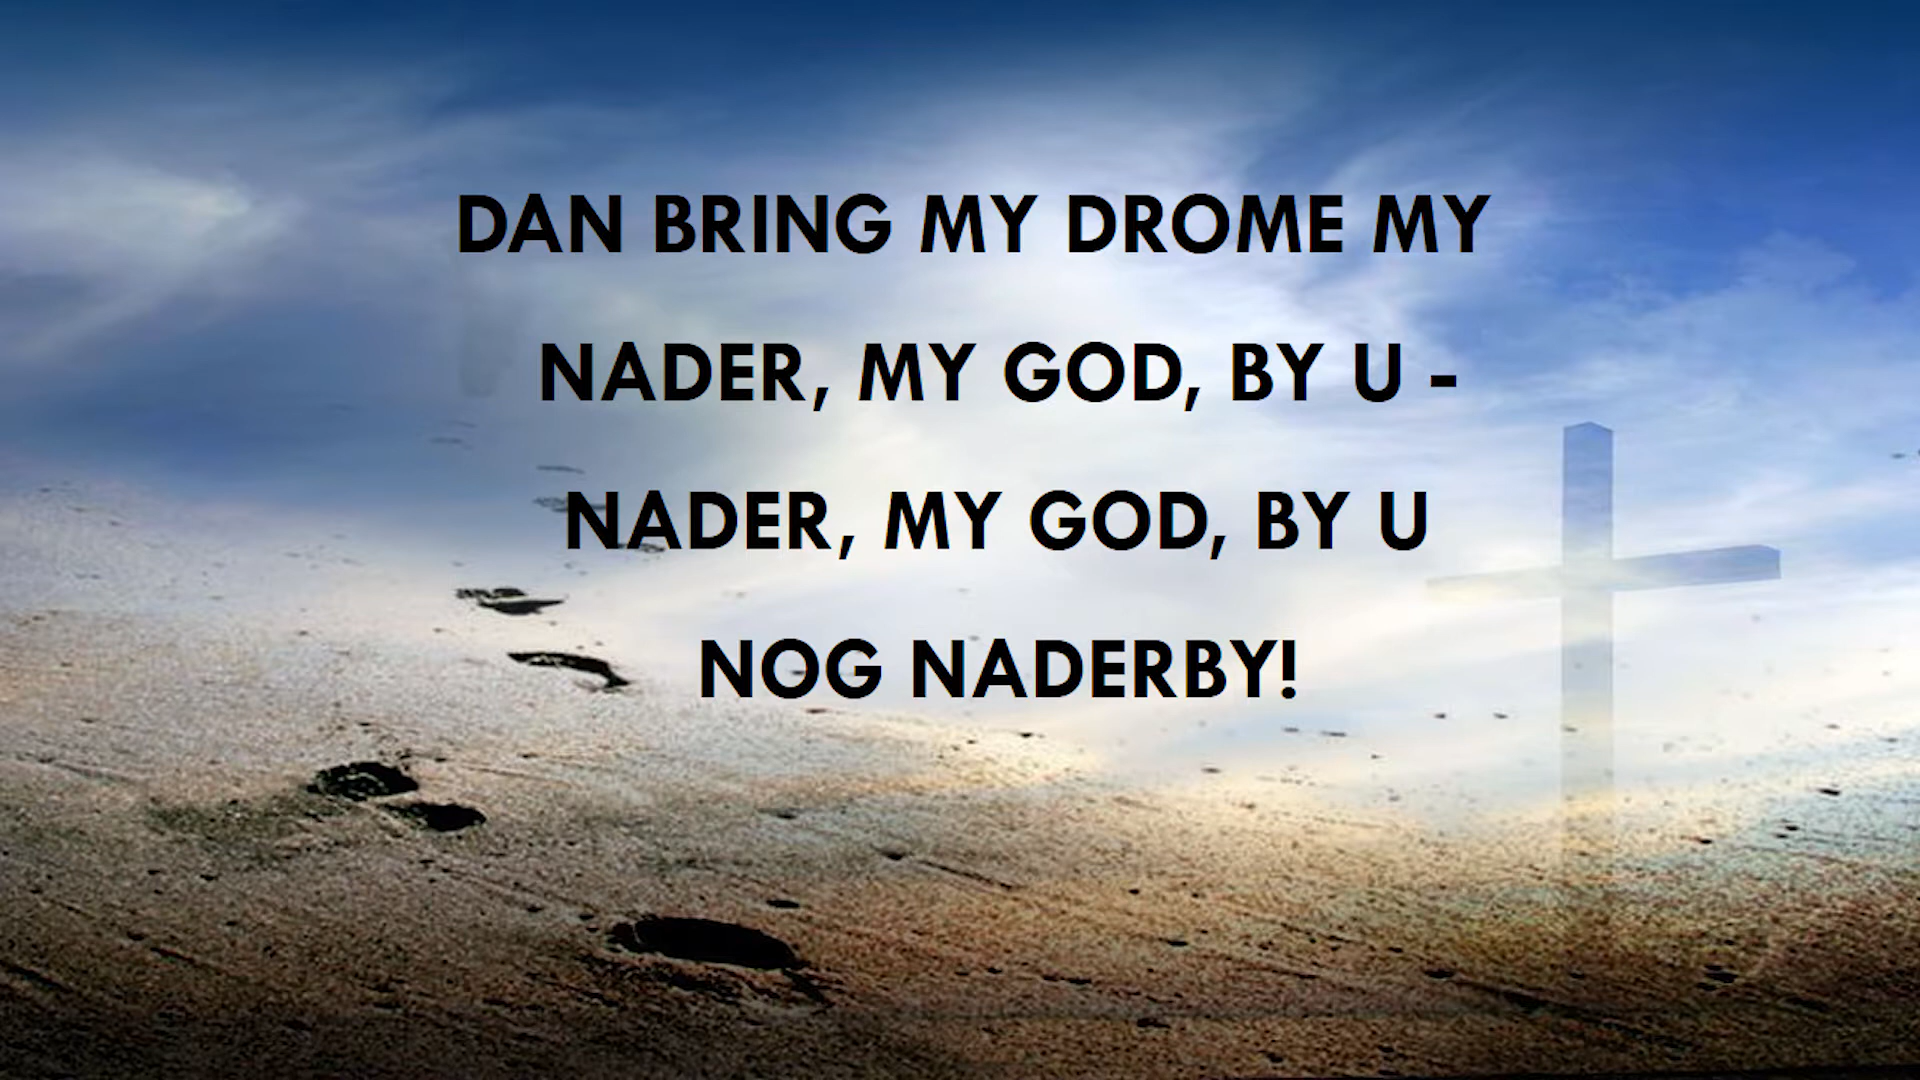 DAN BRING MY DROME MY
NADER, MY GOD, BY U -
NADER, MY GOD, BY U
NOG NADERBY!